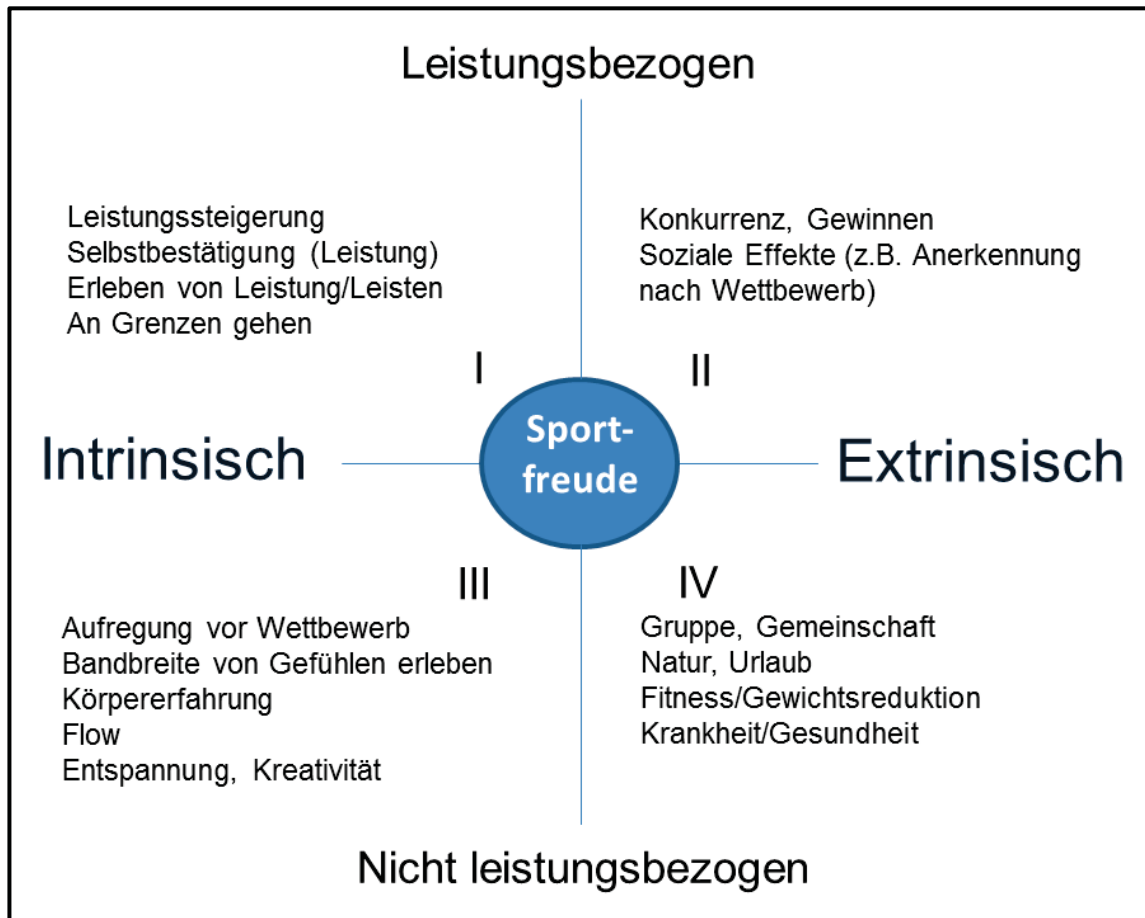 Leistungsbezogen
Leistungssteigerung
Selbstbestätigung (Leistung)
Erleben von Leistung/Leisten
An Grenzen gehen
Konkurrenz, Gewinnen
Soziale Effekte (z.B. Anerkennung
nach Wettbewerb)
I
II
Intrinsisch
Sport-
freude
Extrinsisch
III
IV
Aufregung vor Wettbewerb
Bandbreite von Gefühlen erleben
Körpererfahrung
Flow
Entspannung, Kreativität
Gruppe, Gemeinschaft
Natur, Urlaub
Fitness/Gewichtsreduktion
Krankheit/Gesundheit
Nicht leistungsbezogen